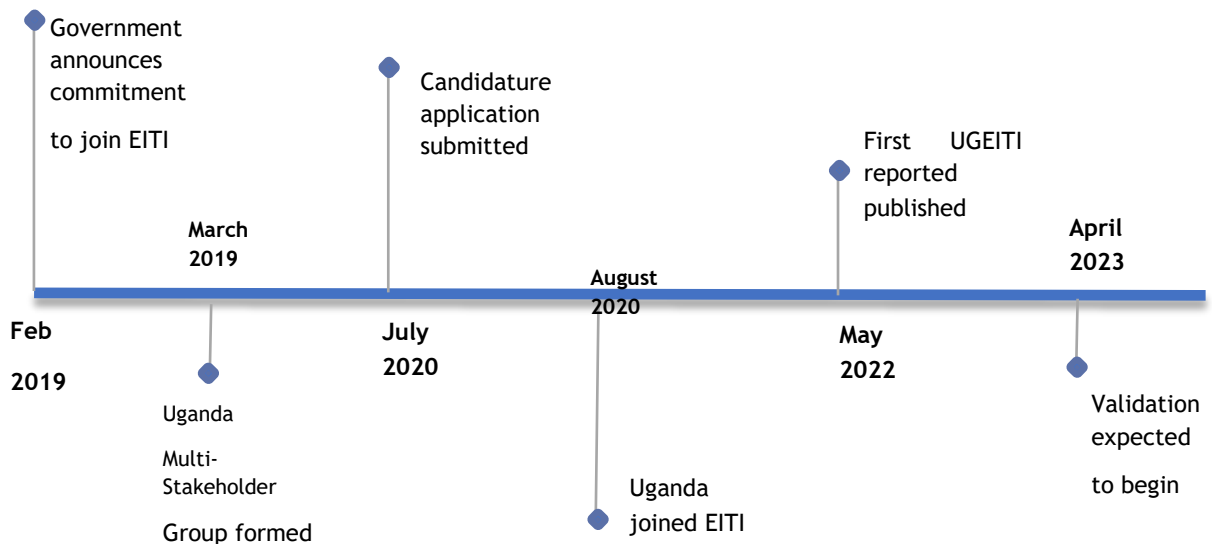 Government
announces
commitment
to join EITI
Candidature
application
submitted
First UGEITI
reported
published
March
2019
August
2020
April
2023
Feb
2019
July
2020
May
2022
Uganda
Multi-
Stakeholder
Group formed
Uganda
joined EITI
Validation
expected
to begin